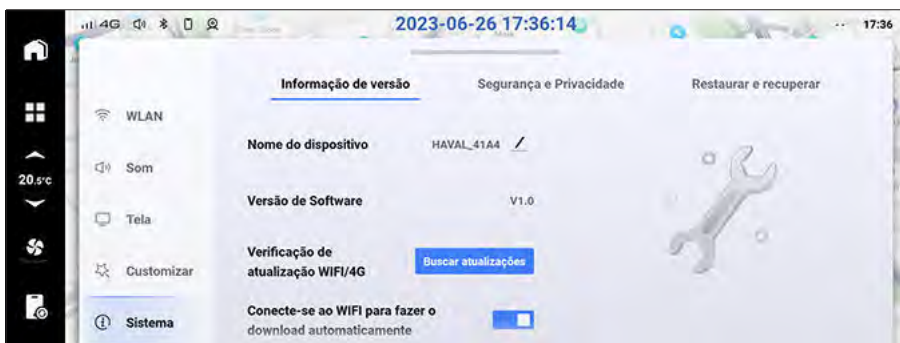 4G
2023-06-26 17:36:14
17:36
Informação de versão
Segurança e Privacidade
Restaurar e recuperar
WLAN
Nome do dispositivo
HAVAL_41A4
Som
20.5°C
Versão de Software
V1.0
Tela
Verificação de
atualização WIFI/4G
Buscar atualizações
Customizar
Conecte-se ao WIFI para fazer o
download automaticamente
Sistema